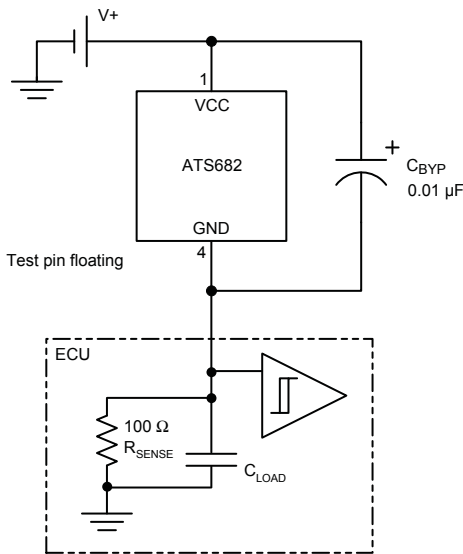 V+
1
VCC
ATS682
GND
4
+
CBYP
0.01 µF
Test pin floating
ECU
100 Ω
RSENSE
CLOAD